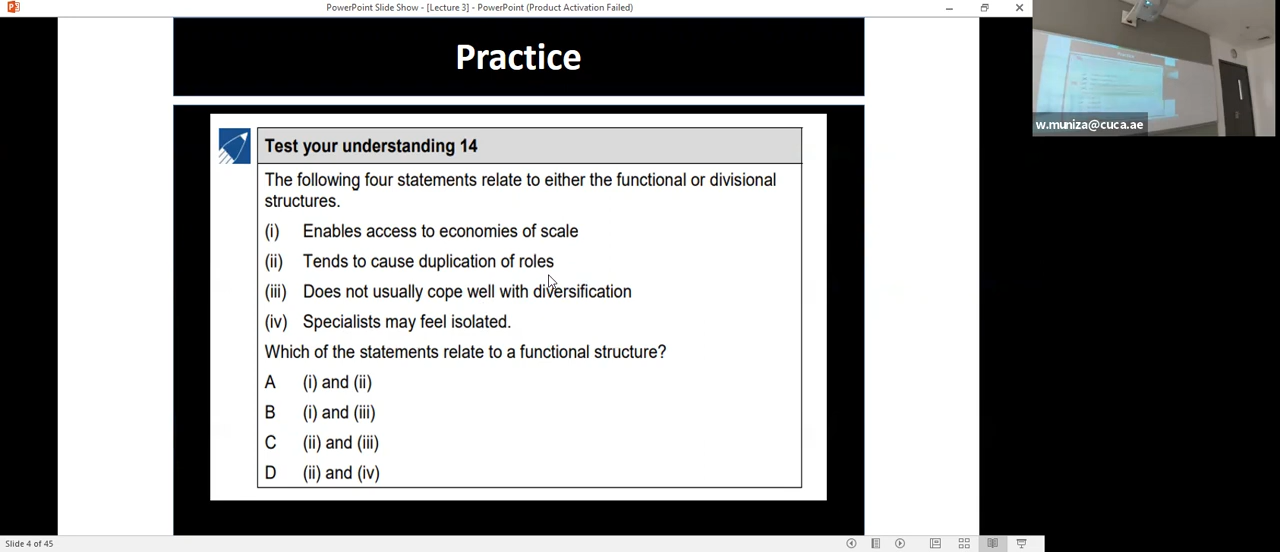 PowerPoint Slide Show - [Lecture 3] - PowerPoint (Product Activation Failed)
Practice
w.muniza@cuca.ae
Test your understanding 14
The following four statements relate to either the functional or divisional
structures.
(i) Enables access to economies of scale
(ii) Tends to cause duplication of roles
(iii) Does not usually cope well with diversification
(iv) Specialists may feel isolated.
Which of the statements relate to a functional structure?
A (i) and (ii)
B (i) and (iii)
C (ii) and (iii)
D (ii) and (iv)
Slide 4 of 45